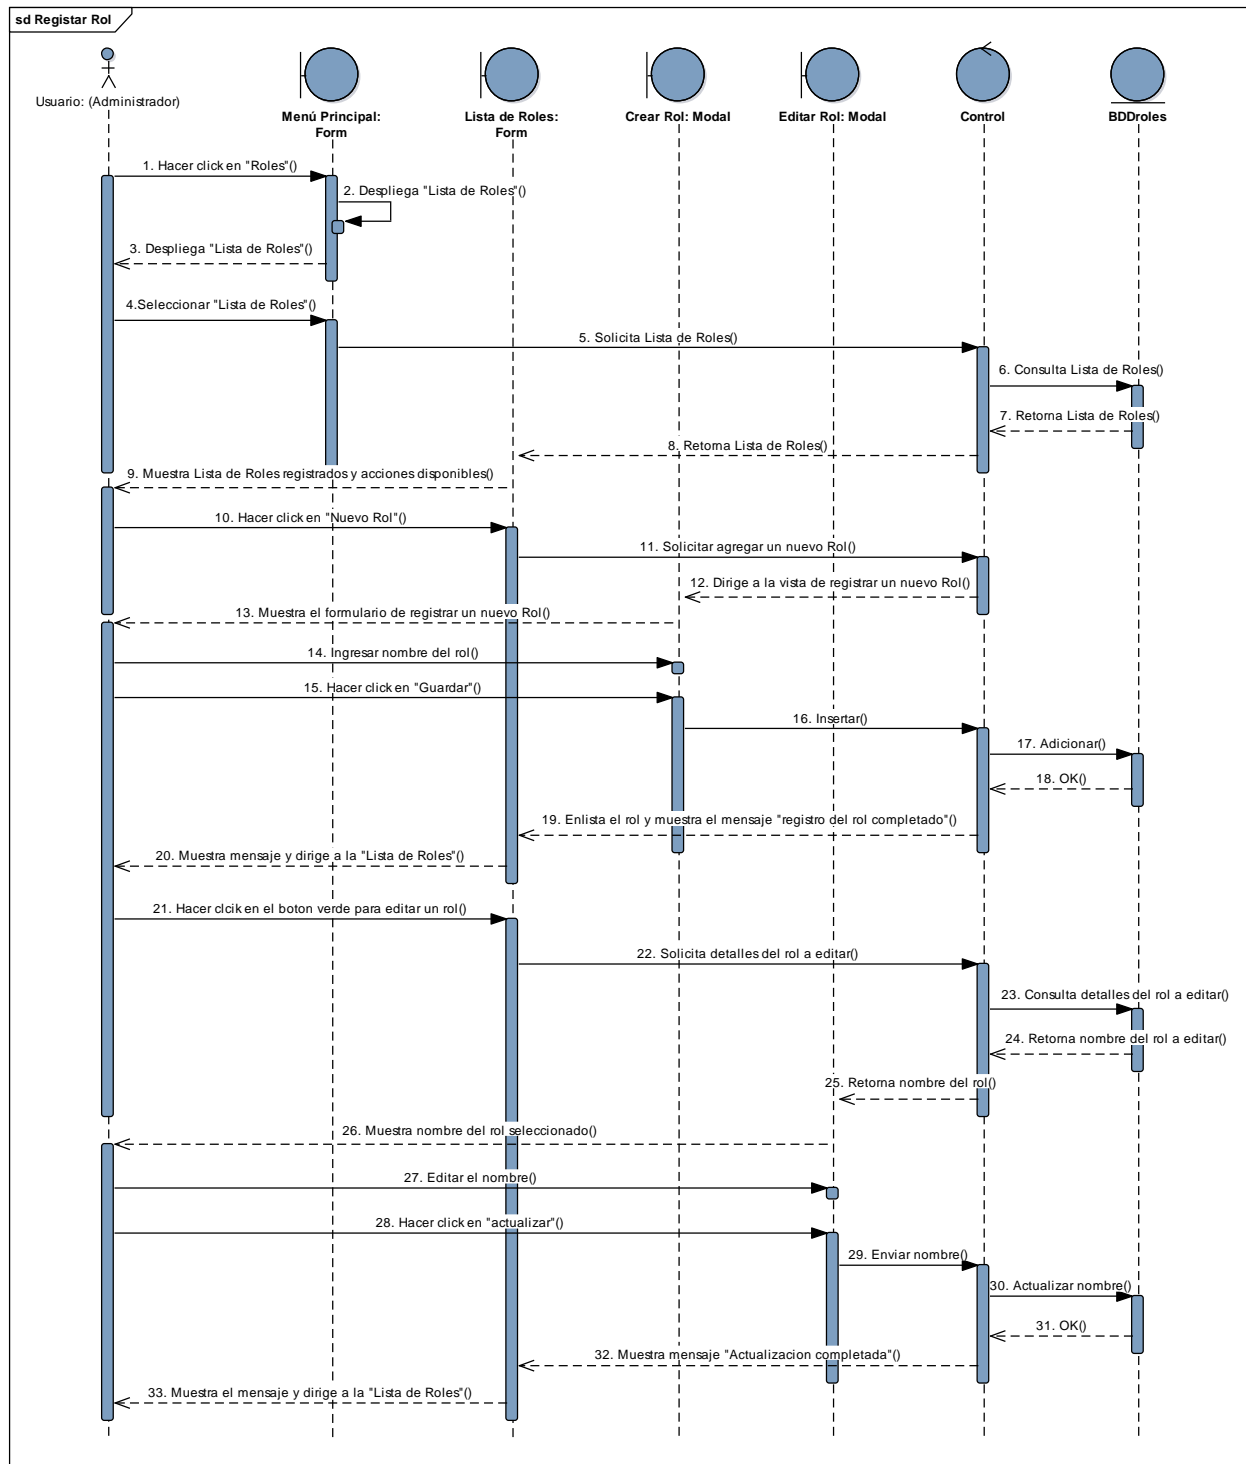 sd Registar Rol
Usuario: (Administrador)
Menú Principal:
Form
Lista de Roles:
Form
Crear Rol: Modal
Editar Rol: Modal
Control
BDDroles
1. Hacer click en "Roles"()
2. Despliega "Lista de Roles"()
3. Despliega "Lista de Roles"()
4.Seleccionar "Lista de Roles"()
5. Solicita Lista de Roles()
6. Consulta Lista de Roles()
7. Retorna Lista de Roles()
8. Retorna Lista de Roles()
9. Muestra Lista de Roles registrados y acciones disponibles()
10. Hacer click en "Nuevo Rol"()
11. Solicitar agregar un nuevo Rol()
12. Dirige a la vista de registrar un nuevo Rol()
13. Muestra el formulario de registrar un nuevo Rol()
14. Ingresar nombre del rol()
15. Hacer click en "Guardar"()
16. Insertar()
17. Adicionar()
18. OK()
19. Enlista el rol y muestra el mensaje "registro del rol completado"()
20. Muestra mensaje y dirige a la "Lista de Roles"()
21. Hacer clcik en el boton verde para editar un rol()
22. Solicita detalles del rol a editar()
23. Consulta detalles del rol a editar()
24. Retorna nombre del rol a editar()
25. Retorna nombre del rol()
26. Muestra nombre del rol seleccionado()
27. Editar el nombre()
28. Hacer click en "actualizar"()
29. Enviar nombre()
30. Actualizar nombre()
31. OK()
32. Muestra mensaje "Actualizacion completada"()
33. Muestra el mensaje y dirige a la "Lista de Roles"()